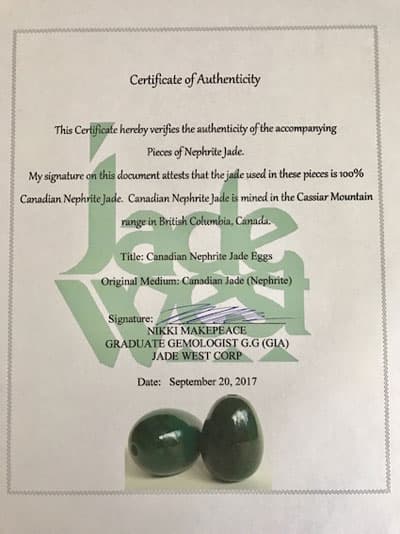 Certificate of Authenticity
This Certificate hereby verifies the authenticity of the accompanying
Pieces of Nephrite Jade.
My signature on this document attests that the jade used in these pieces is 100%
Canadian Nephrite Jade. Canadian Nephrite Jade is mined in the Cassiar Mountain
range in British Columbia, Canada.
Title: Canadian Nephrite Jade Eggs
Original Medium: Canadian Jade (Nephrite)
Signature:
NIKKI MAKEPEACE
GRADUATE GEMOLOGIST G.G (GIA)
JADE WEST CORP
Date: September 20, 2017
jade
west